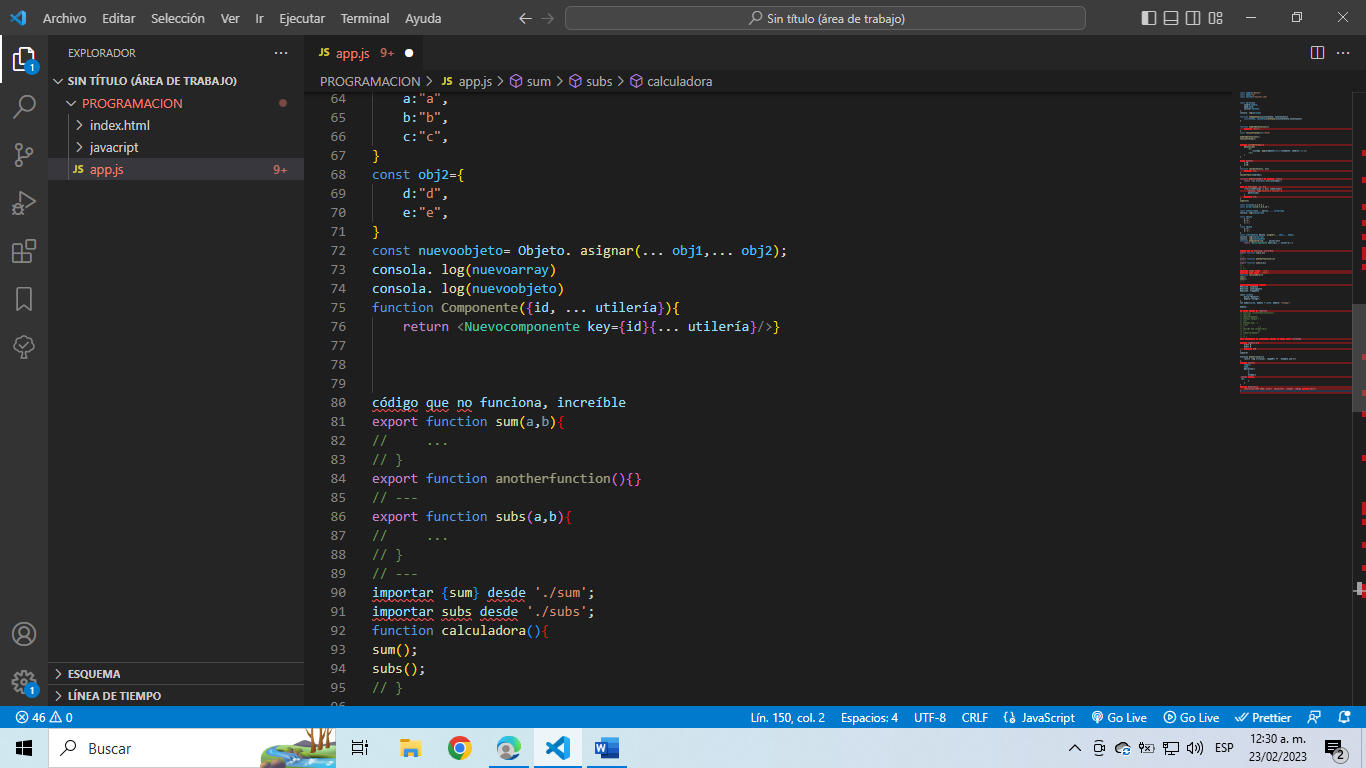 Archivo Editar Selección Ver Ir Ejecutar Terminal Ayuda
Sin título (área de trabajo)
EXPLORADOR
JS app.js 9+
1
SIN TÍTULO (ÁREA DE TRABAJO)
PROGRAMACION > JS app.js > sum > subs > calculadora
PROGRAMACION
index.html
javacript
JS app.js 9+
64 a:"a",
65 b:"b",
66 c:"c",
67 }
68 const obj2={
69 d:"d",
70 e:"e",
71 }
72 const nuevoobjeto= Objeto. asignar(... obj1,... obj2);
73 consola. log(nuevoarray)
74 consola. log(nuevoobjeto)
75 function Componente({id, ... utilería}){
76 return <Nuevocomponente key={id}{... utilería}/>}
77
78
79
80 código que no funciona, increíble
81 export function sum(a,b){
82 // ...
83 // }
84 export function anotherfunction(){}
85 // ---
86 export function subs(a,b){
87 // ...
88 // }
89 // ---
90 importar {sum} desde './sum';
91 importar subs desde './subs';
92 function calculadora(){
93 sum();
94 subs();
95 // }
96
ESQUEMA
LÍNEA DE TIEMPO
1
46 0
Lín. 150, col. 2 Espacios: 4 UTF-8 CRLF {} JavaScript Go Live Go Live Prettier
Buscar
W
ESP
12:30 a. m.
23/02/2023
2